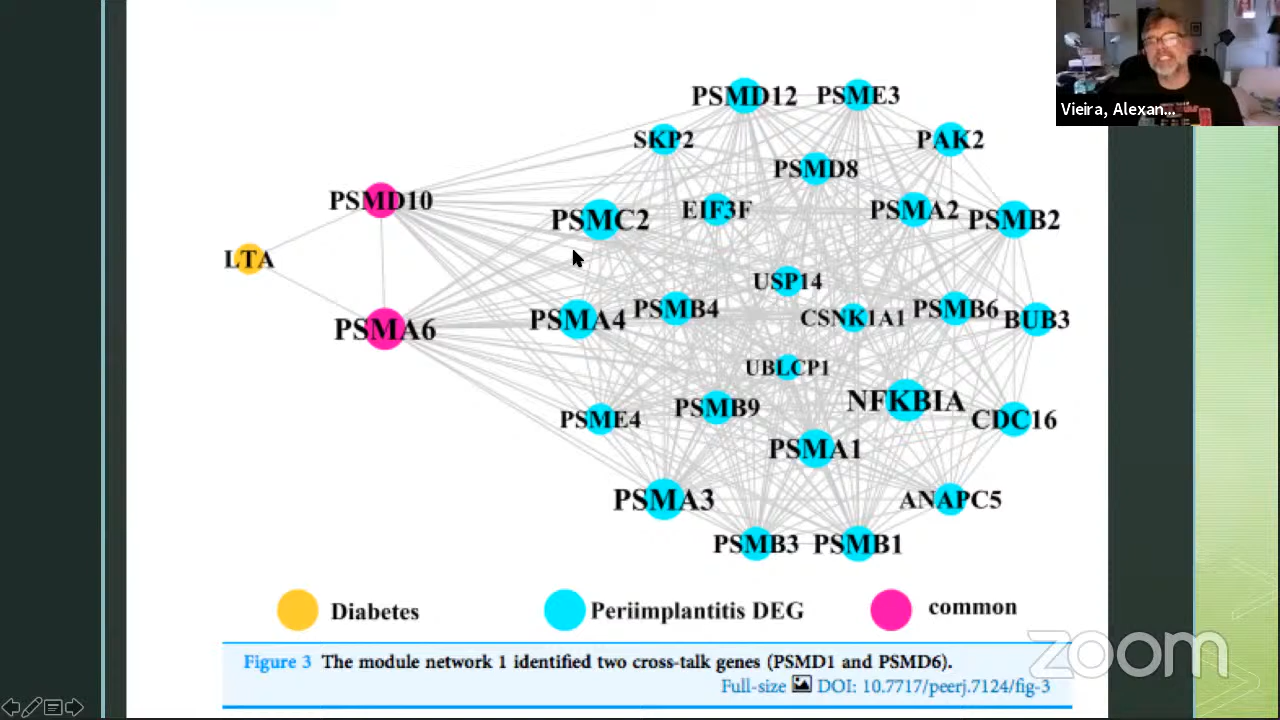 Vieira, Alexan...
PSMD12 PSME3
SKP2 PAK2
PSMD8
PSMD10
PSMC2 EIF3F PSMA2 PSMB2
LTA
USP14
PSMA4 PSMB4 CSNK1A1 PSMB6 BUB3
PSMA6
UBLCP1
PSME4 PSMB9 NFKBIA CDC16
PSMA1
PSMA3 ANAPC5
PSMB3 PSMB1
Diabetes Periimplantitis DEG common
Figure 3 The module network 1 identified two cross-talk genes (PSMD1 and PSMD6).
Full-size DOI: 10.7717/peerj.7124/fig-3
zoom